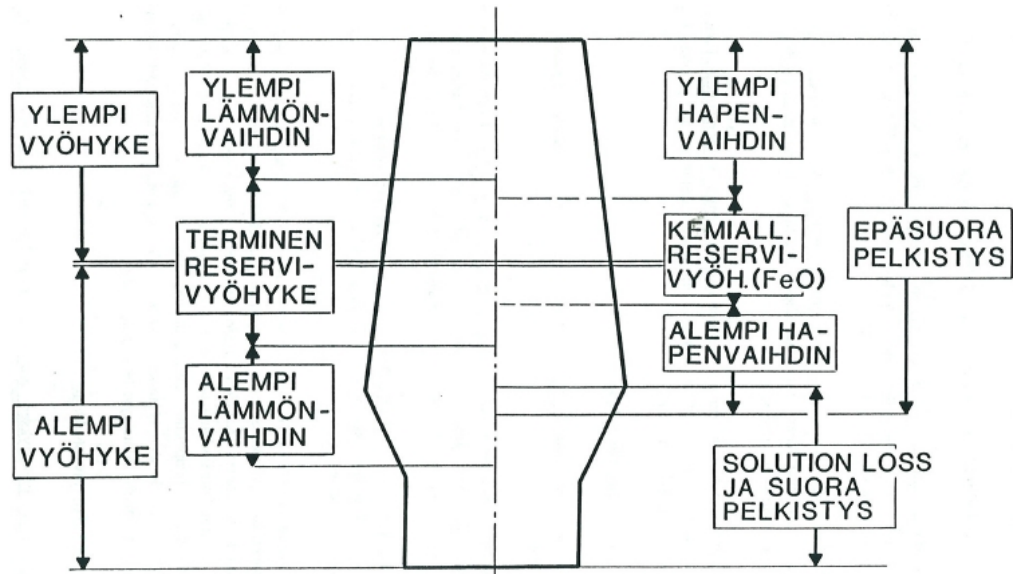 YLEMPI
VYÖHYKE
ALEMPI
VYÖHYKE
YLEMPI
LÄMMÖN-
VAIHDIN
TERMINEN
RESERVI-
VYÖHYKE
ALEMPI
LÄMMÖN-
VAIHDIN
YLEMPI
HAPEN-
VAIHDIN
KEMIALL.
RESERVI-
VYÖH.(FeO)
ALEMPI HA-
PENVAIHDIN
EPÄSUORA
PELKISTYS
SOLUTION LOSS
JA SUORA
PELKISTYS